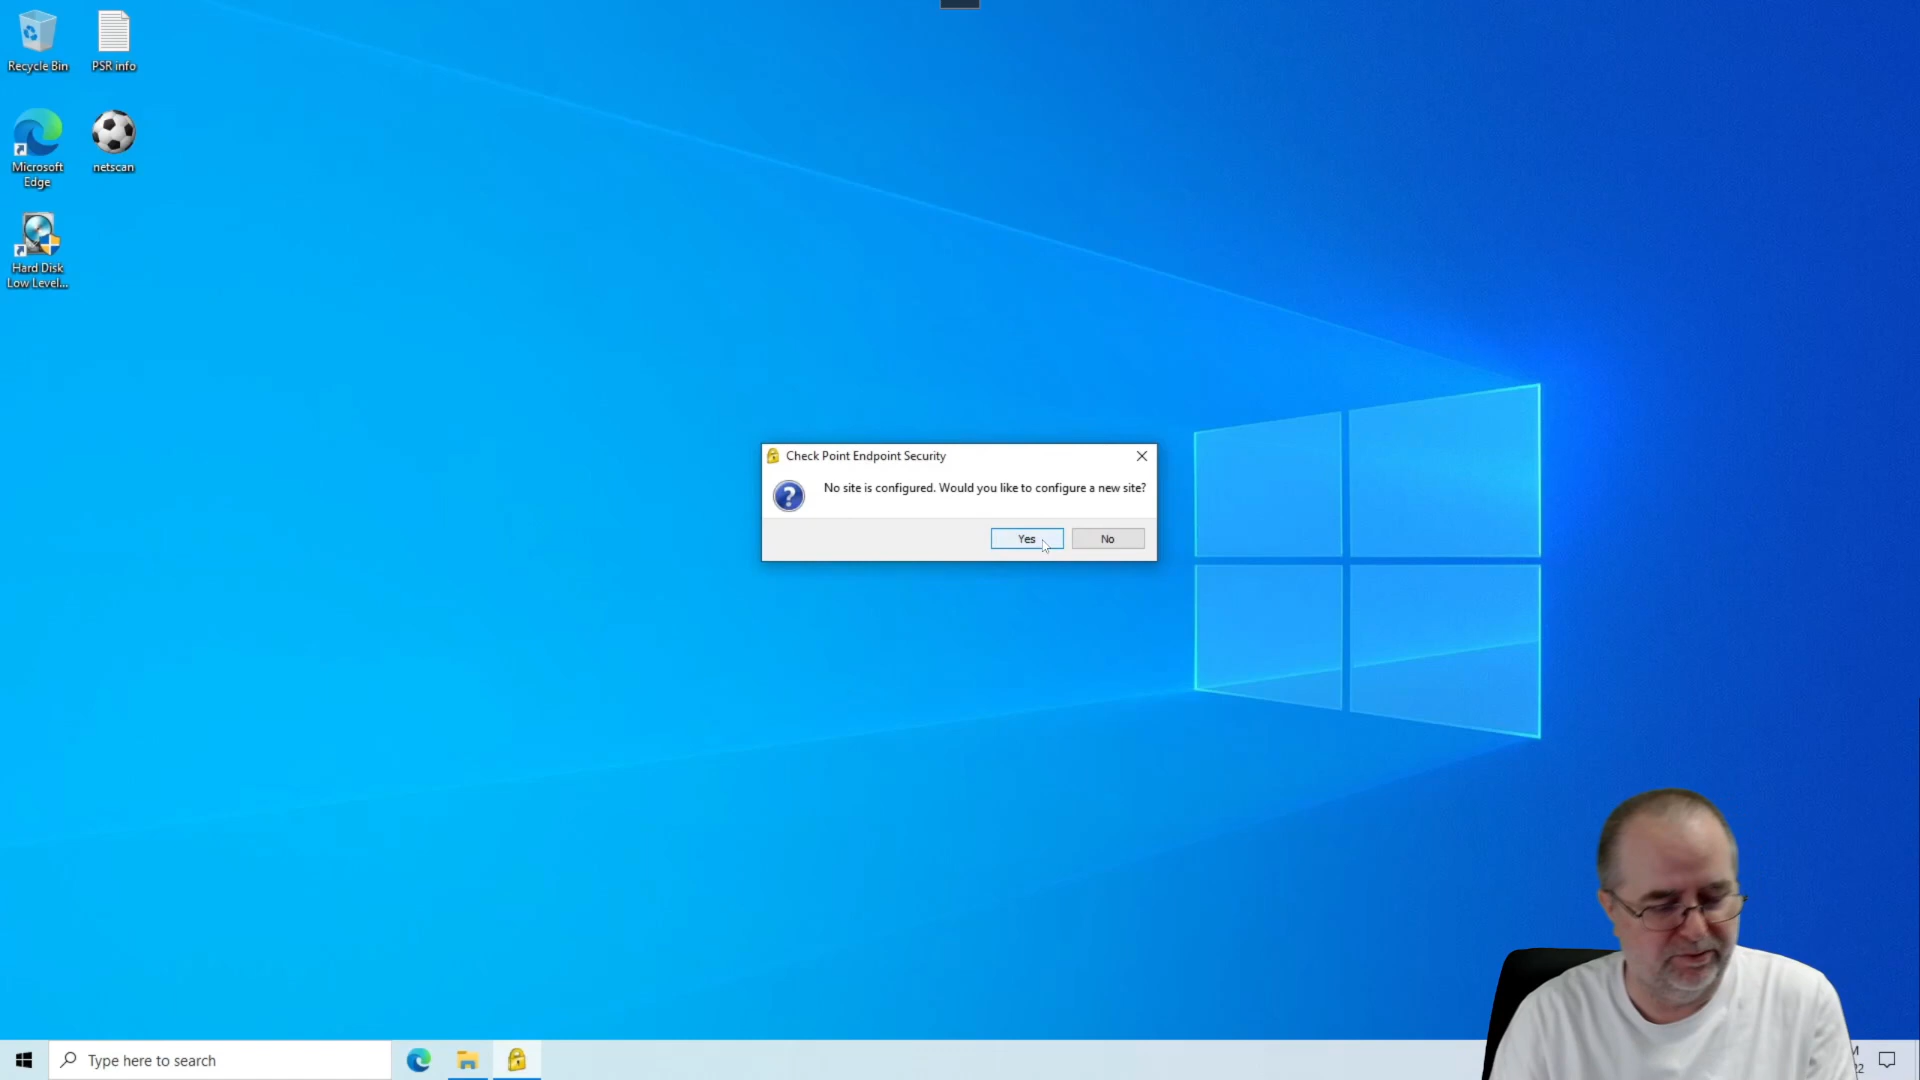 Recycle Bin
PSR info
Microsoft
Edge
netscan
Hard Disk
Low Level...
Check Point Endpoint Security
No site is configured. Would you like to configure a new site?
Yes
No
Type here to search